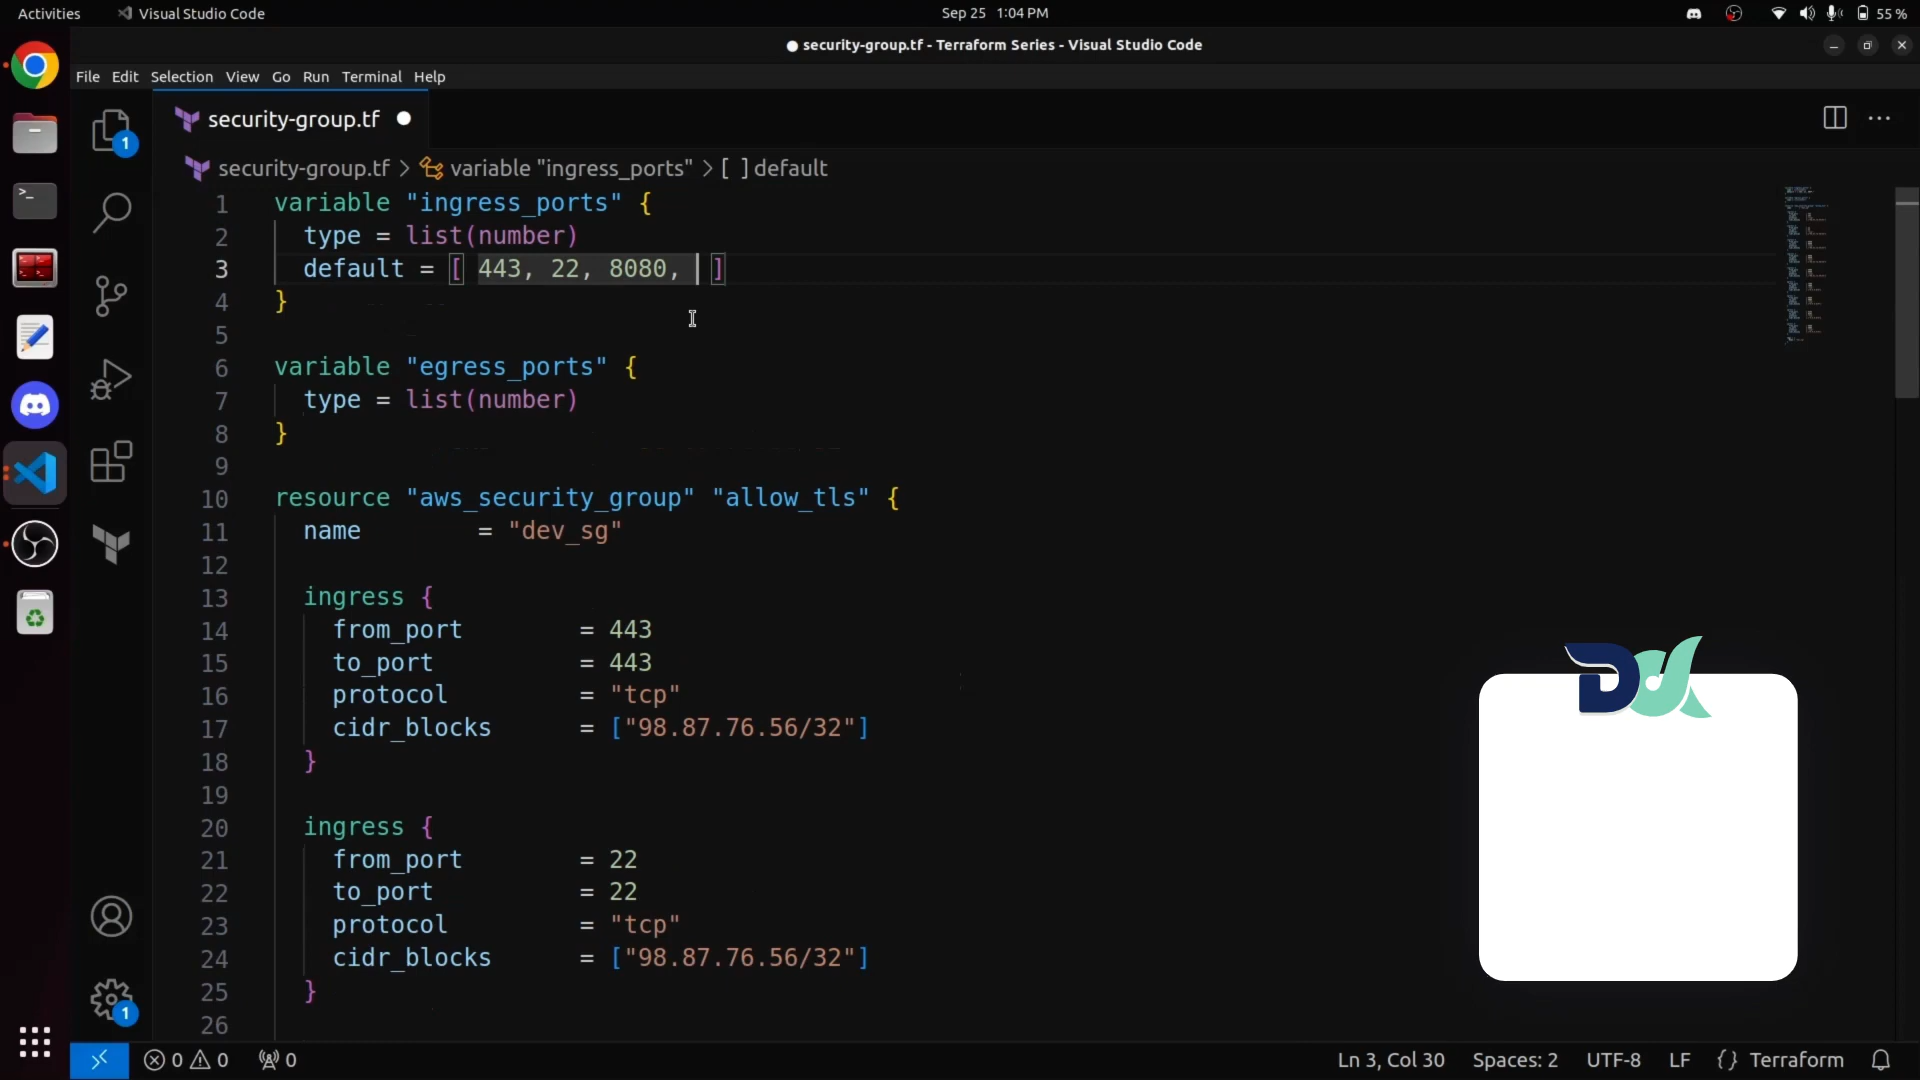 Activities
Visual Studio Code
Sep 25 1:04 PM
55 %
● security-group.tf - Terraform Series - Visual Studio Code
File Edit Selection View Go Run Terminal Help
1
security-group.tf
security-group.tf > variable "ingress_ports" > [ ] default
1 variable "ingress_ports" {
2 type = list(number)
3 default = [ 443, 22, 8080, ]
4 }
5
6 variable "egress_ports" {
7 type = list(number)
8 }
9
10 resource "aws_security_group" "allow_tls" {
11 name = "dev_sg"
12
13 ingress {
14 from_port = 443
15 to_port = 443
16 protocol = "tcp"
17 cidr_blocks = ["98.87.76.56/32"]
18 }
19
20 ingress {
21 from_port = 22
22 to_port = 22
23 protocol = "tcp"
24 cidr_blocks = ["98.87.76.56/32"]
25 }
26
1
0 0 0
Ln 3, Col 30 Spaces: 2 UTF-8 LF {} Terraform